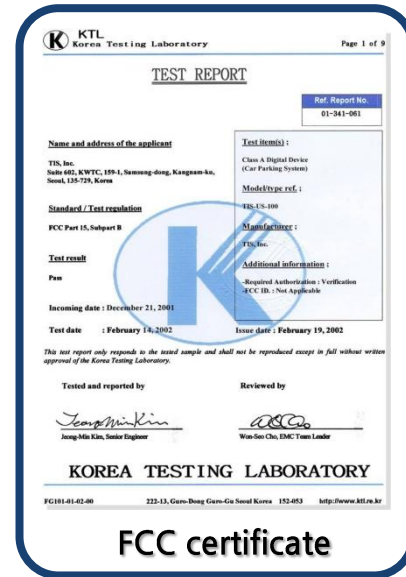 KTL
Korea Testing Laboratory
Page 1 of 9
TEST REPORT
Ref. Report No.
01-341-061
Name and address of the applicant
TIS, Inc.
Suite 602, KWTC, 159-1, Samsung-dong, Kangnam-ku,
Seoul, 135-729, Korea
Standard / Test regulation
FCC Part 15, Subpart B
Test result
Pass
Incoming date : December 21, 2001
Test date : February 14, 2002
Test item(s) ;
Class A Digital Device
(Car Parking System)
Model/type ref. ;
TIS-US-100
Manufacturer ;
TIS, Inc.
Additional information ;
-Required Authorization : Verification
-FCC ID. : Not Applicable
Issue date : February 19, 2002
This test report only responds to the tested sample and shall not be reproduced except in full without written
approval of the Korea Testing Laboratory.
Tested and reported by
Reviewed by
Jeong-Min Kim, Senior Engineer
Won-Seo Cho, EMC Team Leader
KOREA TESTING LABORATORY
FG101-01-02-00
222-13, Guro-Dong Guro-Gu Seoul Korea 152-053
http://www.ktl.re.kr
FCC certificate